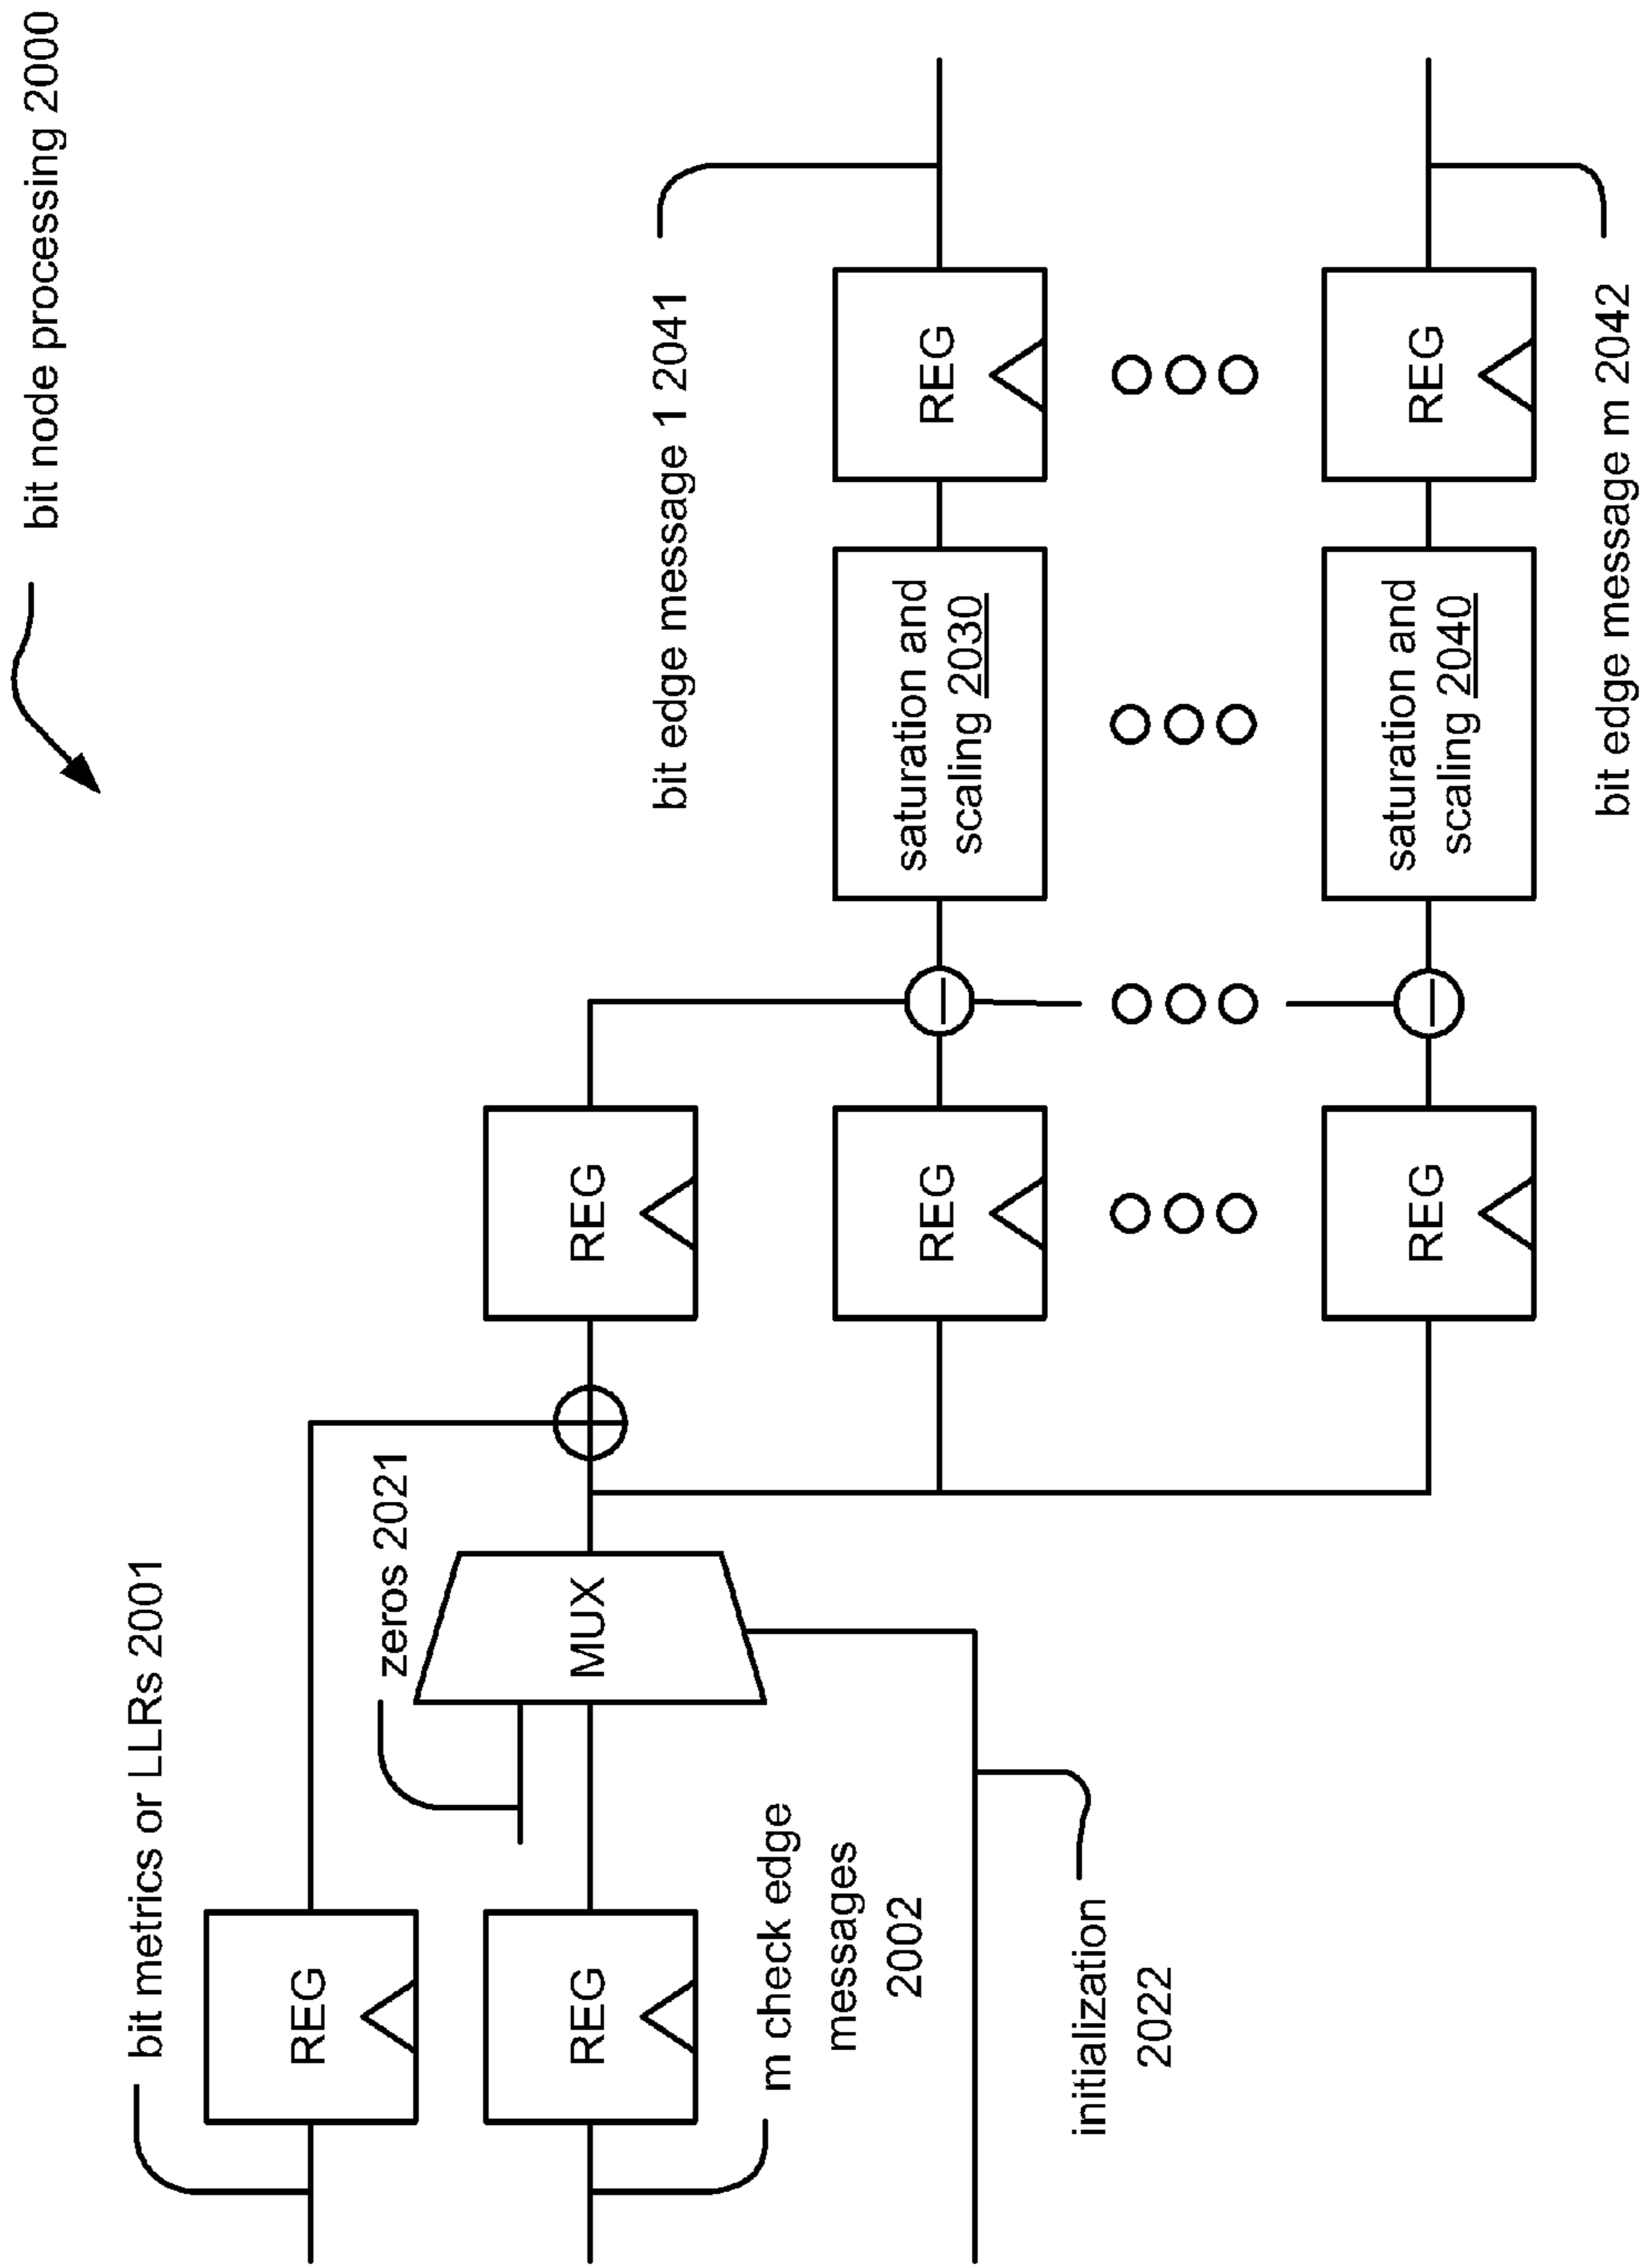 bit node processing 2000
bit metrics or LLRs 2001
REG
zeros 2021
REG
MUX
REG
m check edge
messages
2002
initialization
2022
bit edge message 1 2041
REG
saturation and
scaling 2030
REG
REG
saturation and
scaling 2040
REG
bit edge message m 2042